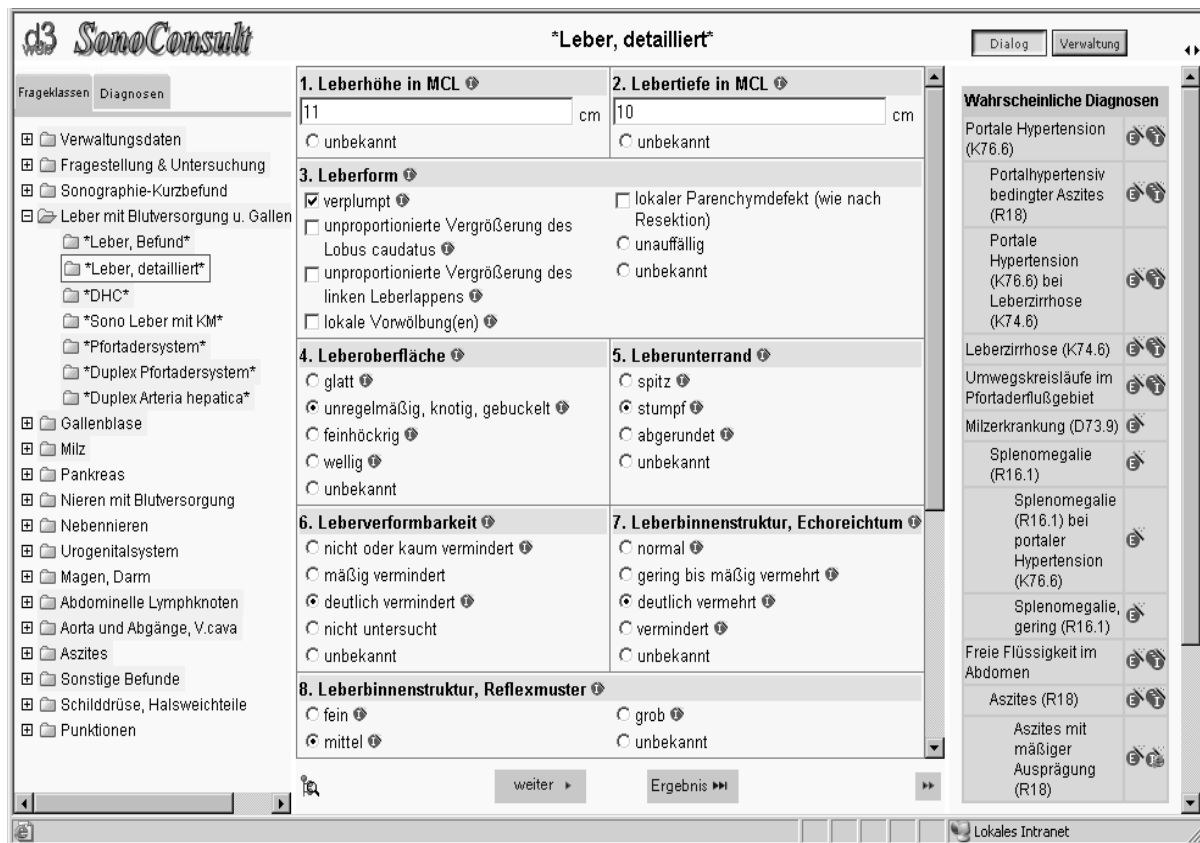 d3
web
SonoConsult
*Leber, detailliert*
Dialog
Verwaltung
Frageklassen
Diagnosen
Verwaltungsdaten
Fragestellung & Untersuchung
Sonographie-Kurzbefund
Leber mit Blutversorgung u. Gallen
*Leber, Befund*
*Leber, detailliert*
*DHC*
*Sono Leber mit KM*
*Pfortadersystem*
*Duplex Pfortadersystem*
*Duplex Arteria hepatica*
Gallenblase
Milz
Pankreas
Nieren mit Blutversorgung
Nebennieren
Urogenitalsystem
Magen, Darm
Abdominelle Lymphknoten
Aorta und Abgänge, V.cava
Aszites
Sonstige Befunde
Schilddrüse, Halsweichteile
Punktionen
1. Leberhöhe in MCL
11 cm
unbekannt
2. Lebertiefe in MCL
10 cm
unbekannt
3. Leberform
verplumpt
unproportionierte Vergrößerung des
Lobus caudatus
unproportionierte Vergrößerung des
linken Leberlappens
lokale Vorwölbung(en)
lokaler Parenchymdefekt (wie nach
Resektion)
unauffällig
unbekannt
4. Leberoberfläche
glatt
unregelmäßig, knotig, gebuckelt
feinhöckrig
wellig
unbekannt
5. Leberunterrand
spitz
stumpf
abgerundet
unbekannt
6. Leberverformbarkeit
nicht oder kaum vermindert
mäßig vermindert
deutlich vermindert
nicht untersucht
unbekannt
7. Leberbinnenstruktur, Echoreichtum
normal
gering bis mäßig vermehrt
deutlich vermehrt
vermindert
unbekannt
8. Leberbinnenstruktur, Reflexmuster
fein
mittel
grob
unbekannt
weiter
Ergebnis
Wahrscheinliche Diagnosen
Portale Hypertension
(K76.6)
Portalhypertensiv
bedingter Aszites
(R18)
Portale
Hypertension
(K76.6) bei
Leberzirrhose
(K74.6)
Leberzirrhose (K74.6)
Umwegskreisläufe im
Pfortaderflußgebiet
Milzerkrankung (D73.9)
Splenomegalie
(R16.1)
Splenomegalie
(R16.1) bei
portaler
Hypertension
(K76.6)
Splenomegalie,
gering (R16.1)
Freie Flüssigkeit im
Abdomen
Aszites (R18)
Aszites mit
mäßiger
Ausprägung
(R18)
Lokales Intranet